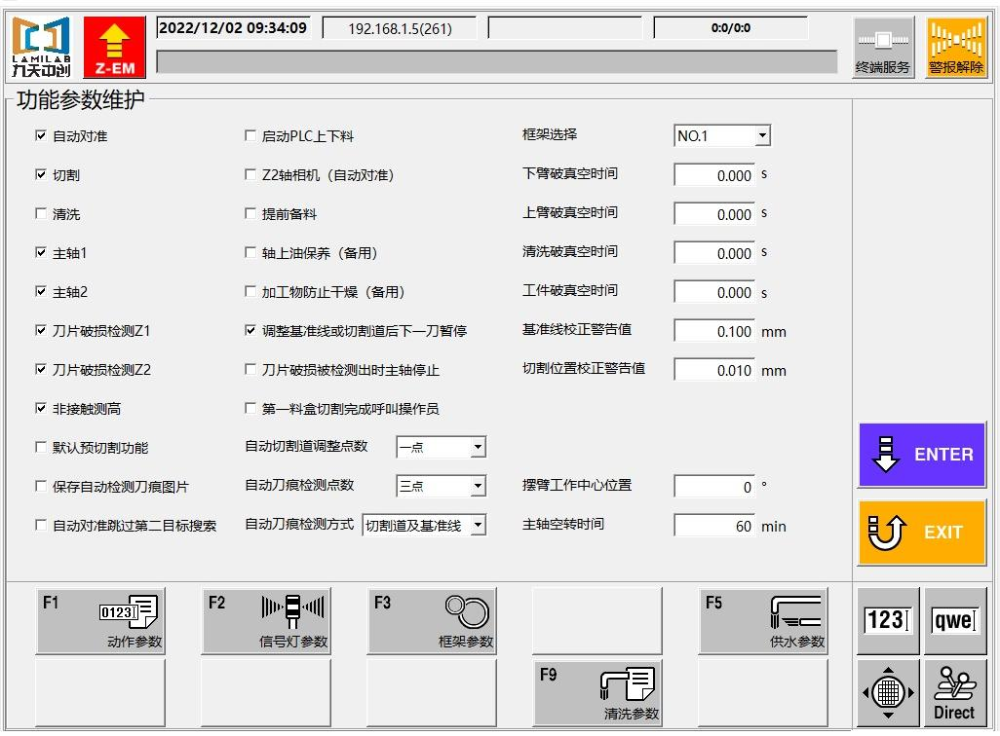 LAMILAB
九天中创
Z-EM
2022/12/02 09:34:09
192.168.1.5(261)
0:0/0:0
终端服务
警报解除
功能参数维护
自动对准
启动PLC上下料
框架选择
NO.1
切割
Z2轴相机（自动对准）
下臂破真空时间
0.000 s
清洗
提前备料
上臂破真空时间
0.000 s
主轴1
轴上油保养（备用）
清洗破真空时间
0.000 s
主轴2
加工物防止干燥（备用）
工件破真空时间
0.000 s
刀片破损检测Z1
调整基准线或切割道后下一刀暂停
基准线校正警告值
0.100 mm
刀片破损检测Z2
刀片破损被检测出时主轴停止
切割位置校正警告值
0.010 mm
非接触测高
第一料盒切割完成呼叫操作员
默认预切割功能
自动切割道调整点数
一点
ENTER
保存自动检测刀痕图片
自动刀痕检测点数
三点
摆臂工作中心位置
0 °
自动对准跳过第二目标搜索
自动刀痕检测方式
切割道及基准线
主轴空转时间
60 min
EXIT
F1
0123
动作参数
F2
信号灯参数
F3
框架参数
F5
供水参数
123
qwe
F9
清洗参数
Direct